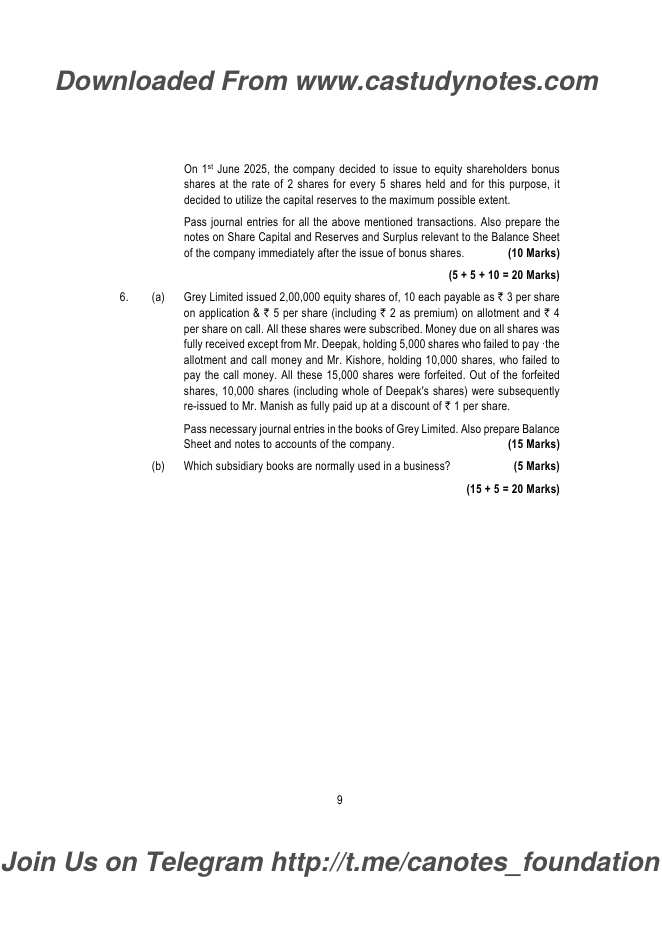 Downloaded From www.castudynotes.com
On 1st June 2025, the company decided to issue to equity shareholders bonus
shares at the rate of 2 shares for every 5 shares held and for this purpose, it
decided to utilize the capital reserves to the maximum possible extent.
Pass journal entries for all the above mentioned transactions. Also prepare the
notes on Share Capital and Reserves and Surplus relevant to the Balance Sheet
of the company immediately after the issue of bonus shares. (10 Marks)
(5 + 5 + 10 = 20 Marks)
6. (a) Grey Limited issued 2,00,000 equity shares of, 10 each payable as ₹ 3 per share
on application & ₹ 5 per share (including ₹ 2 as premium) on allotment and ₹ 4
per share on call. All these shares were subscribed. Money due on all shares was
fully received except from Mr. Deepak, holding 5,000 shares who failed to pay ·the
allotment and call money and Mr. Kishore, holding 10,000 shares, who failed to
pay the call money. All these 15,000 shares were forfeited. Out of the forfeited
shares, 10,000 shares (including whole of Deepak's shares) were subsequently
re-issued to Mr. Manish as fully paid up at a discount of ₹ 1 per share.
Pass necessary journal entries in the books of Grey Limited. Also prepare Balance
Sheet and notes to accounts of the company. (15 Marks)
(b) Which subsidiary books are normally used in a business? (5 Marks)
(15 + 5 = 20 Marks)
9
Join Us on Telegram http://t.me/canotes_foundation